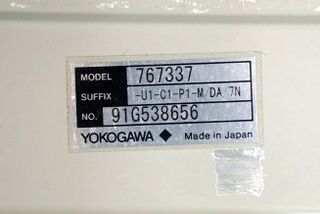 MODEL 767337
SUFFIX -U1-C1-P1-M/DA/7N
NO. 91G538656
YOKOGAWA Made in Japan